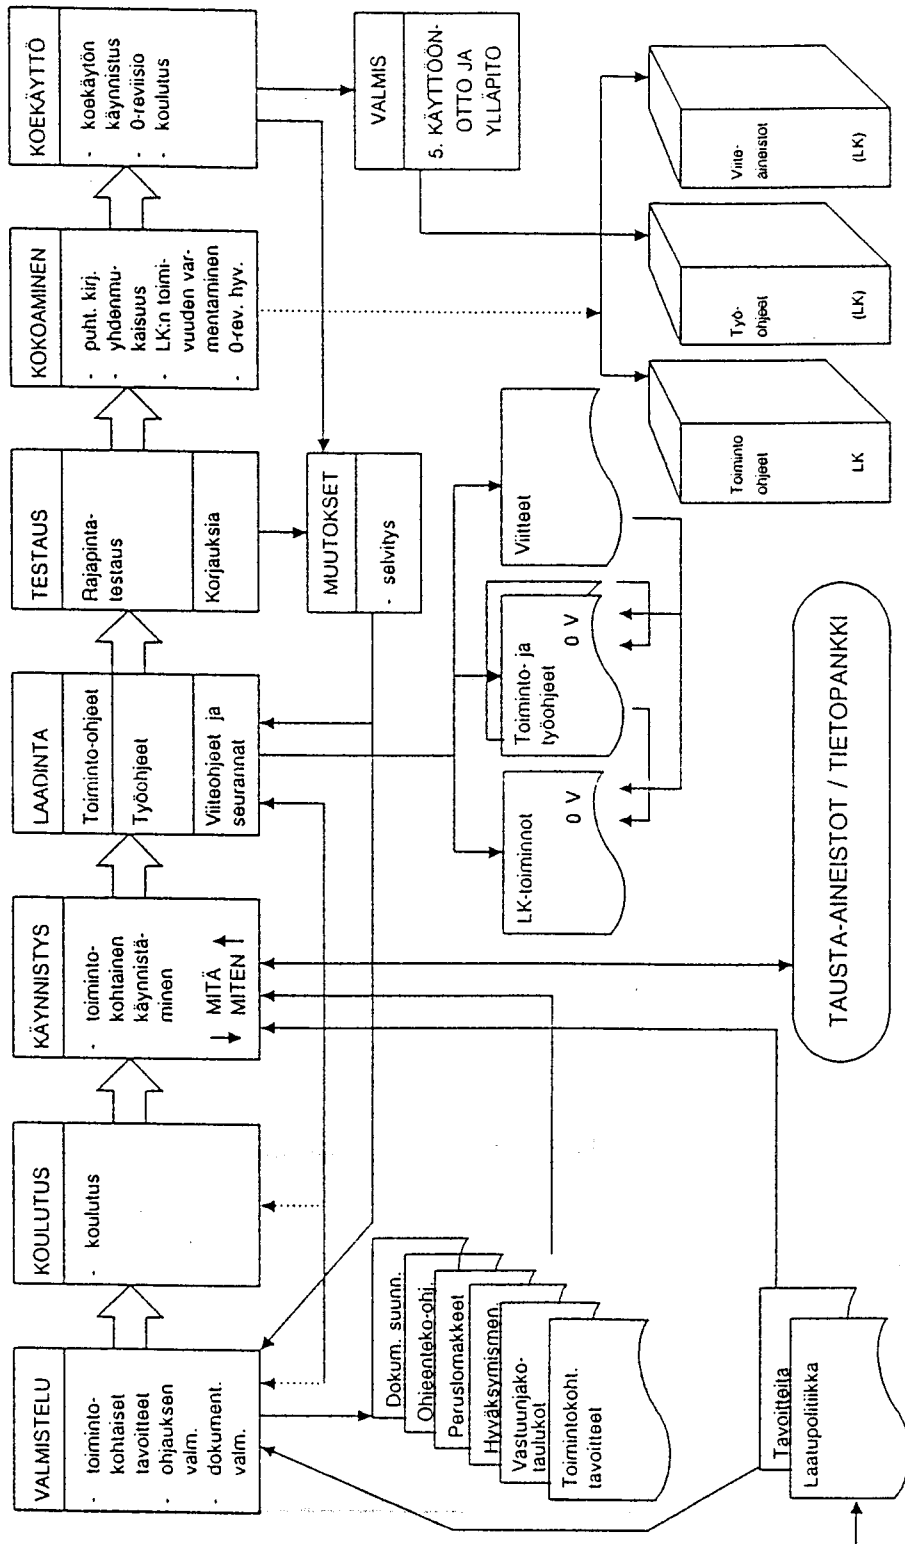 VALMISTELU
- toiminto-
kohtaiset
tavoitteet
- ohjauksen
valm.
- dokument.
valm.
KOULUTUS
- koulutus
KÄYNNISTYS
- toiminto-
kohtainen
käynnistä-
minen
MITÄ
MITEN
LAADINTA
Toiminto-ohjeet
Työohjeet
Viiteohjeet ja
seurannat
TESTAUS
Rajapinta-
testaus
Korjauksia
KOKOAMINEN
- puht. kirj.
- yhdenmu-
kaisuus
- LK:n toimi-
vuuden var-
mentaminen
- 0-rev. hyv.
KOEKÄYTTÖ
- koekäytön
käynnistus
- 0-reviisio
- koulutus
MUUTOKSET
- selvitys
VALMIS
5. KÄYTTÖÖN-
OTTO JA
YLLÄPITO
Dokum. suunn.
Ohjeenteko-ohj.
Peruslomakkeet
Hyväksymismen.
Vastuunjako-
taulukot
Toimintokoht.
tavoitteet
LK-toiminnot
0 V
Toiminto- ja
työohjeet
0 V
Viitteet
Toiminto
ohjeet
LK
Työ-
ohjeet
(LK)
Viite-
aineistot
(LK)
Tavoitteita
Laatupolitiikka
TAUSTA-AINEISTOT / TIETOPANKKI